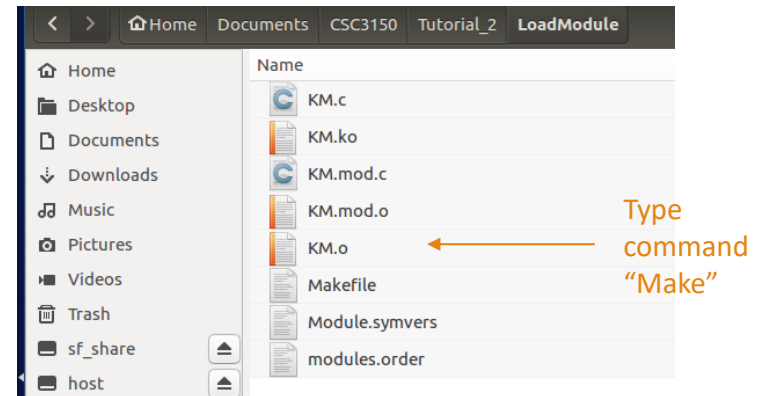 Home Documents CSC3150 Tutorial_2 LoadModule
Home
Desktop
Documents
Downloads
Music
Pictures
Videos
Trash
sf_share
host
Name
KM.c
KM.ko
KM.mod.c
KM.mod.o
KM.o
Makefile
Module.symvers
modules.order
Type
command
“Make”